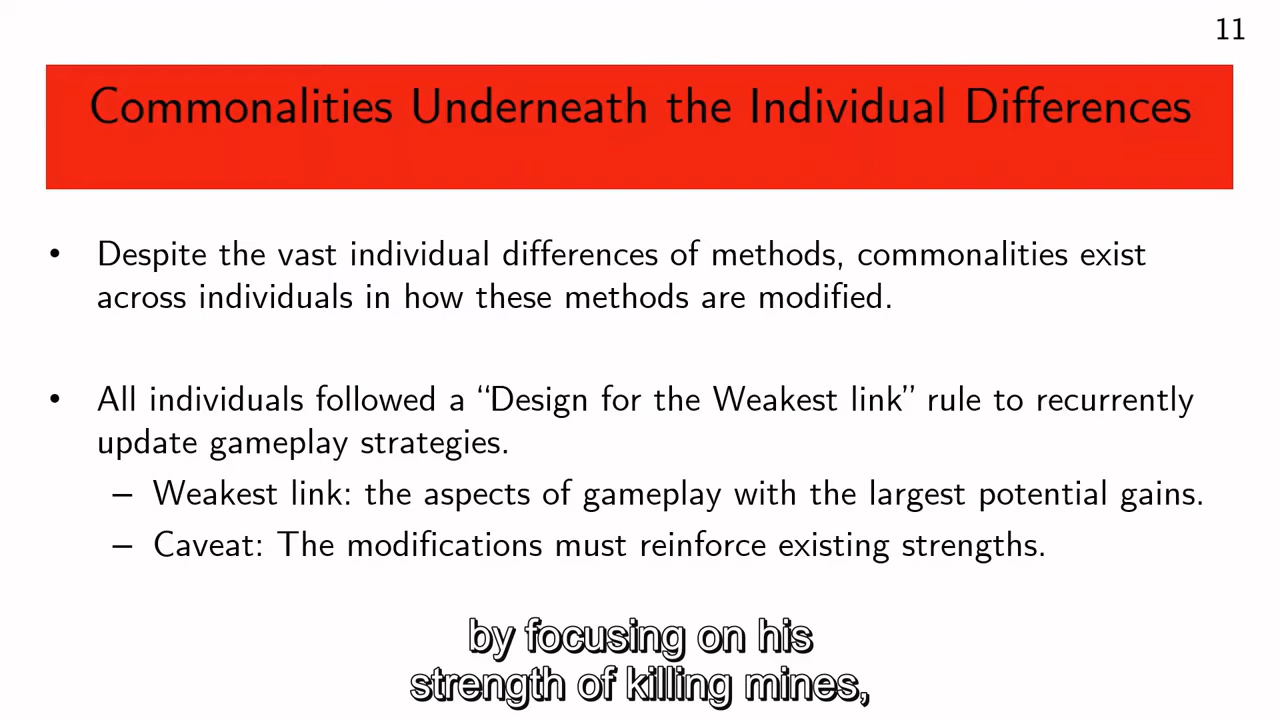 11
Commonalities Underneath the Individual Differences
• Despite the vast individual differences of methods, commonalities exist
across individuals in how these methods are modified.
• All individuals followed a “Design for the Weakest link” rule to recurrently
update gameplay strategies.
– Weakest link: the aspects of gameplay with the largest potential gains.
– Caveat: The modifications must reinforce existing strengths.
by focusing on his
strength of killing mines,